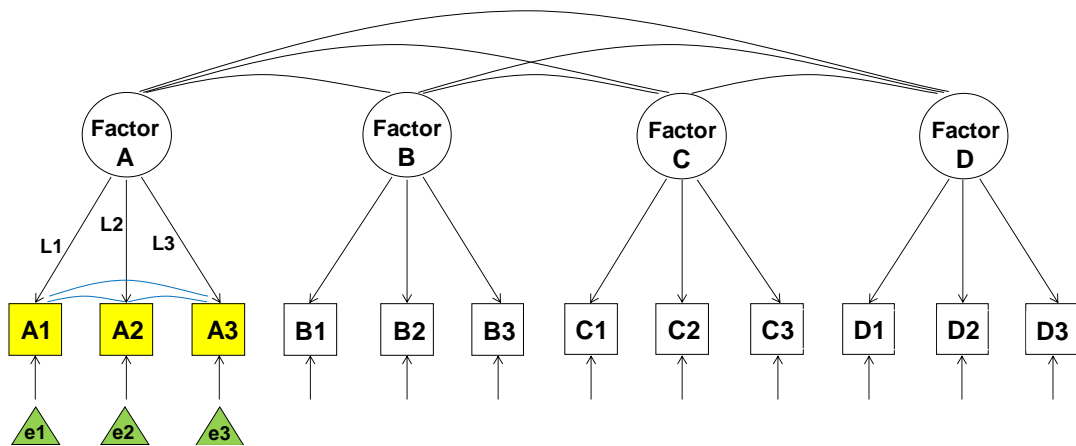 Factor
A
Factor
B
Factor
C
Factor
D
L1
L2
L3
A1
A2
A3
B1
B2
B3
C1
C2
C3
D1
D2
D3
e1
e2
e3